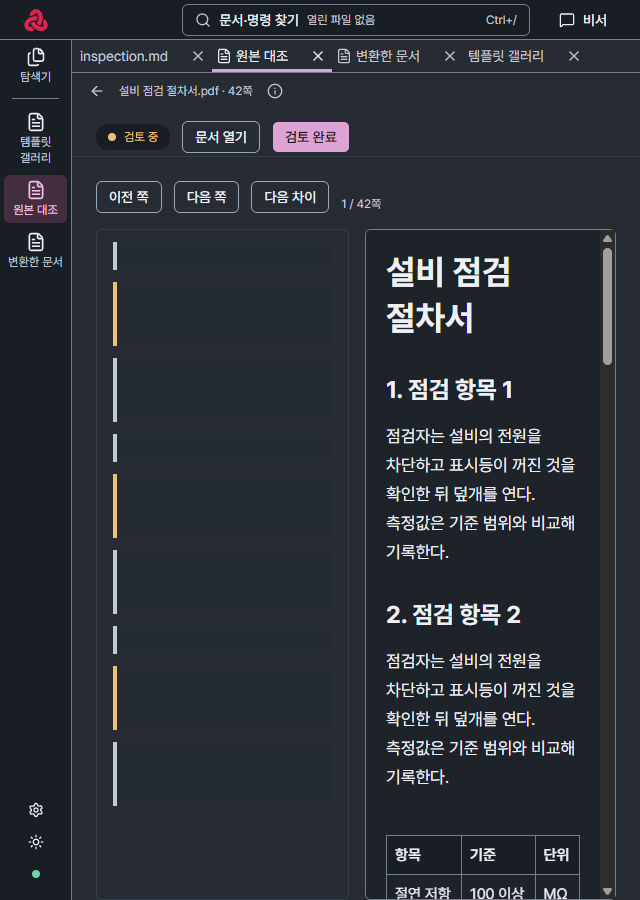 문서·명령 찾기 열린 파일 없음 Ctrl+/
비서
탐색기
템플릿
갤러리
원본 대조
변환한 문서
inspection.md
원본 대조
변환한 문서
템플릿 갤러리
설비 점검 절차서.pdf · 42쪽
검토 중
문서 열기
검토 완료
이전 쪽
다음 쪽
다음 차이
1 / 42쪽
설비 점검
절차서
1. 점검 항목 1
점검자는 설비의 전원을
차단하고 표시등이 꺼진 것을
확인한 뒤 덮개를 연다.
측정값은 기준 범위와 비교해
기록한다.
2. 점검 항목 2
점검자는 설비의 전원을
차단하고 표시등이 꺼진 것을
확인한 뒤 덮개를 연다.
측정값은 기준 범위와 비교해
기록한다.
항목 기준 단위
절연 저항 100 이상 MΩ